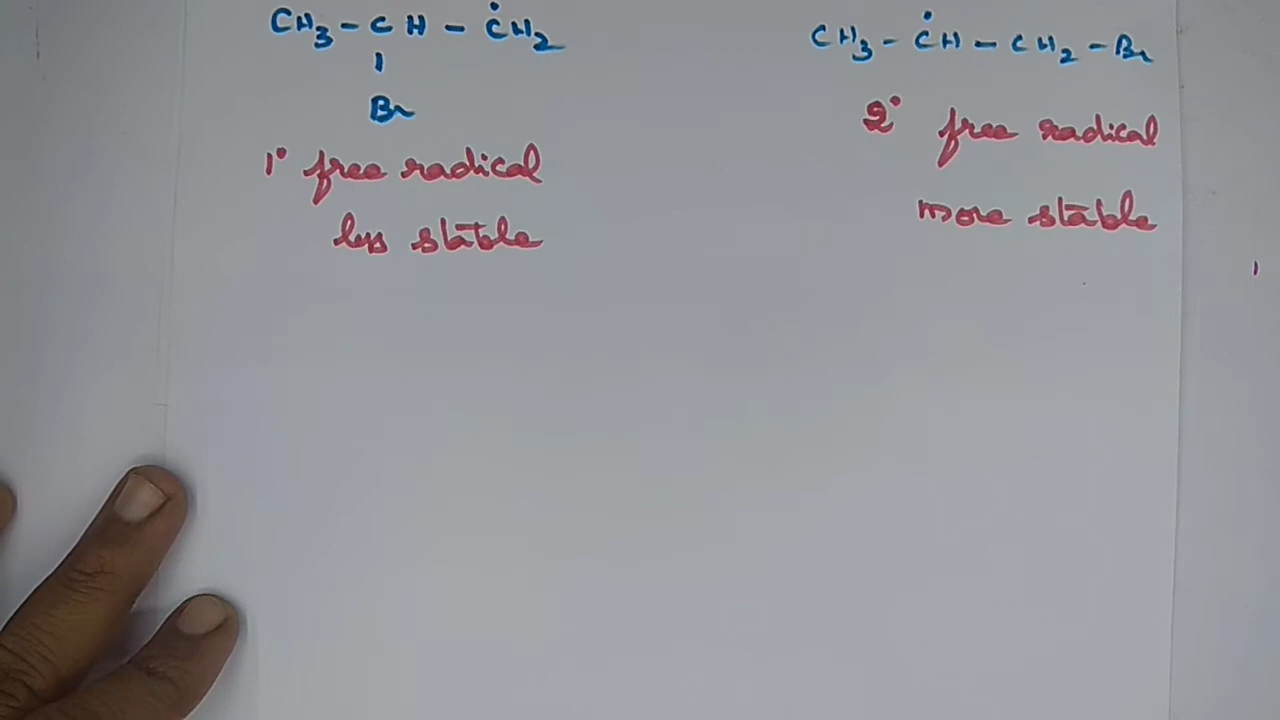 CH3 - CH - ĊH2
Br
1° free radical
less stable
CH3 - ĊH - CH2 - Br
2° free radical
more stable